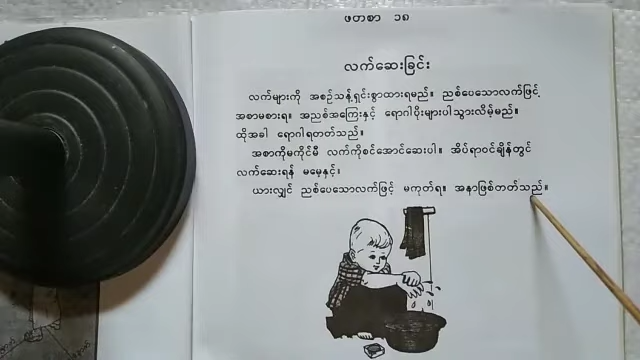 ဖတစာ ၁၈
လက်ဆေးခြင်း
လက်များကို အစဉ်သန့်ရှင်းစွာထားရမည်။ ညစ်ပေသောလက်ဖြင့်
အစာမစားရ။ အညစ်အကြေးနှင့် ရောဂါပိုးများပါသွားလိမ့်မည်။
ထိုအခါ ရောဂါရတတ်သည်။
အစာကိုမကိုင်မီ လက်ကိုစင်အောင်ဆေးပါ။ အိပ်ရာဝင်ချိန်တွင်
လက်ဆေးရန် မမေ့နှင့်။
ယားလျှင် ညစ်ပေသောလက်ဖြင့် မကုတ်ရ။ အနာဖြစ်တတ်သည်။